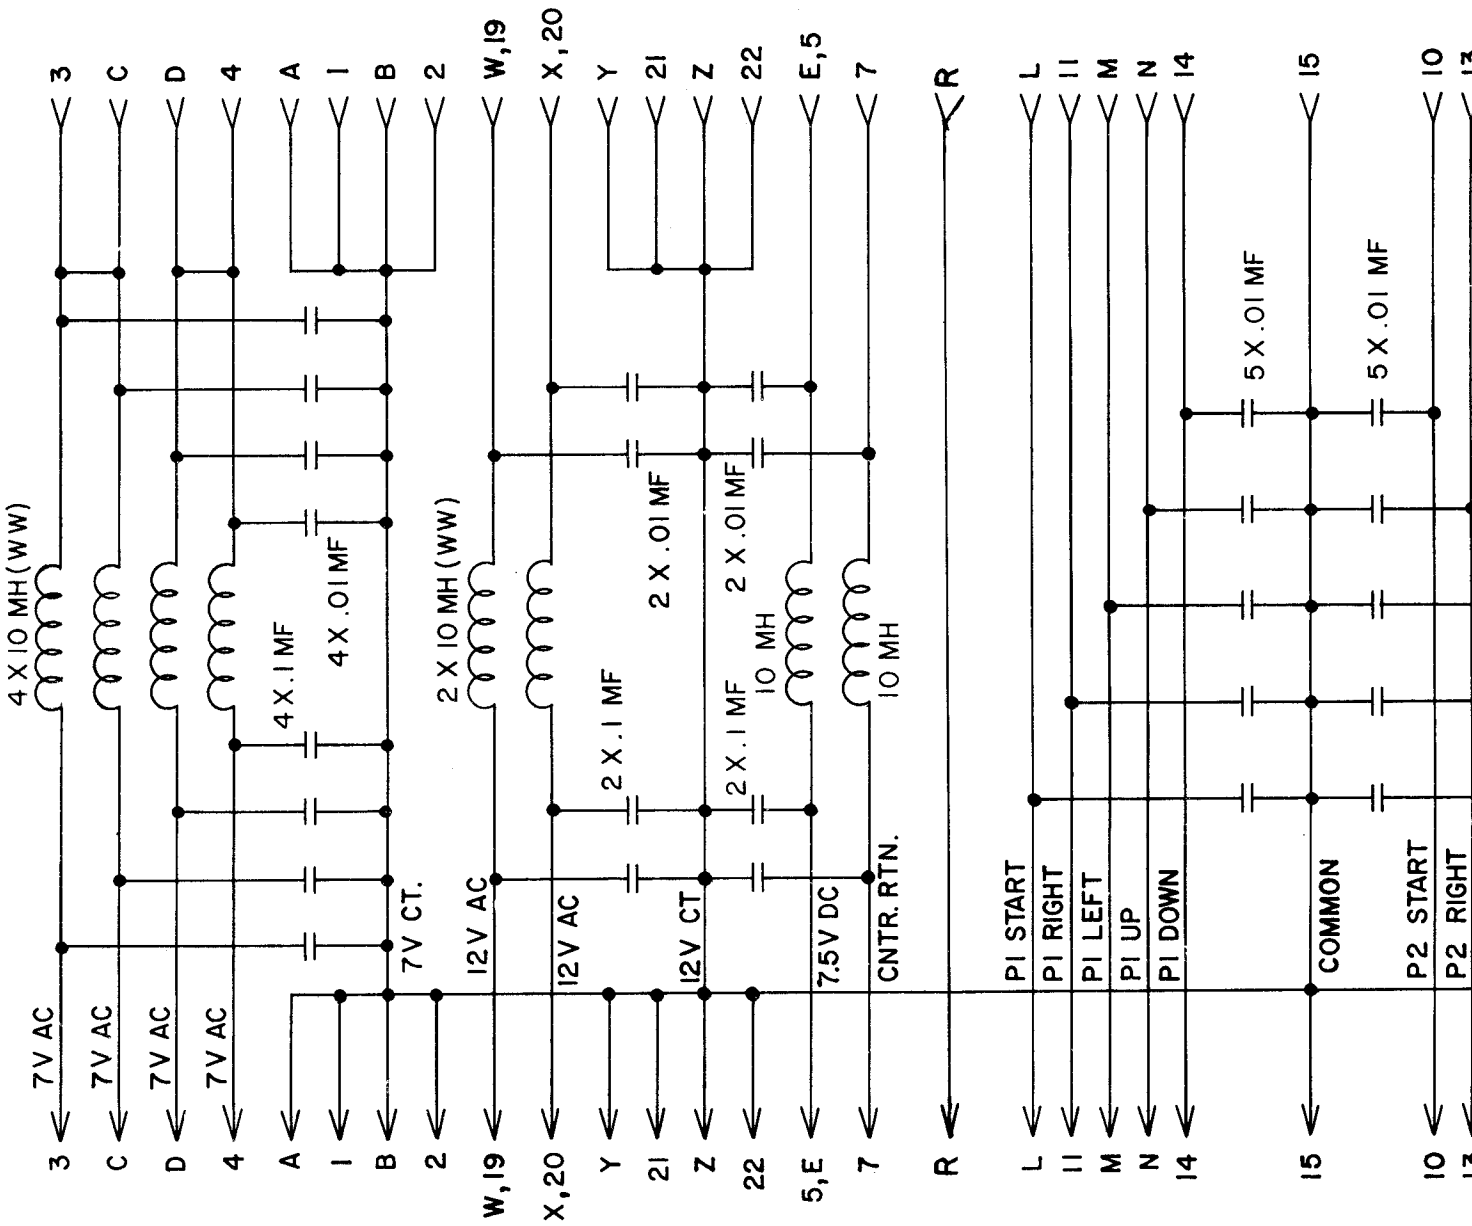 3
C
D
4
A
1
B
2
W,19
X,20
Y
21
Z
22
E,5
7
R
L
11
M
N
14
15
10
13
4 X 10 MH (WW)
4 X .1 MF
4 X .01 MF
2 X 10 MH (WW)
2 X .01 MF
2 X .01 MF
2 X .1 MF
2 X .1 MF
10 MH
10 MH
5 X .01 MF
5 X .01 MF
7V AC
7V AC
7V AC
7V AC
7V CT.
12V AC
12V AC
12V CT
7.5V DC
CNTR. RTN.
P1 START
P1 RIGHT
P1 LEFT
P1 UP
P1 DOWN
COMMON
P2 START
P2 RIGHT
3
C
D
4
A
1
B
2
W,19
X,20
Y
21
Z
22
5,E
7
R
L
11
M
N
14
15
10
13